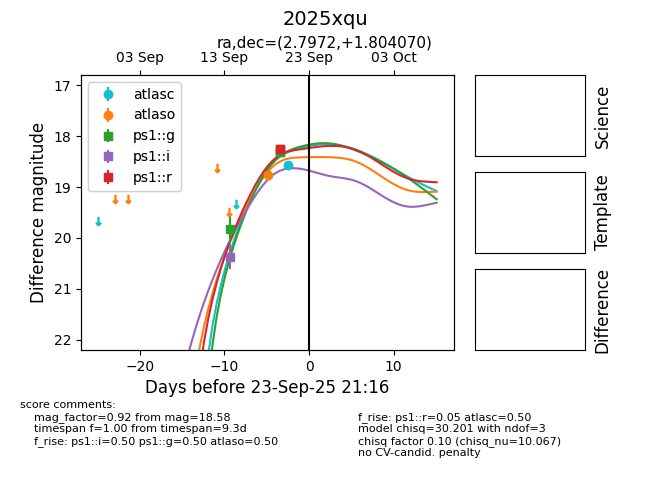 2025xqu
ra,dec=(2.7972,+1.804070)
03 Sep 13 Sep 23 Sep 03 Oct
17
18
19
20
21
22
Difference magnitude
atlasc
atlaso
ps1::g
ps1::i
ps1::r
−20 −10 0 10
Days before 23-Sep-25 21:16
Science
Template
Difference
score comments:
mag_factor=0.92 from mag=18.58
timespan f=1.00 from timespan=9.3d
f_rise: ps1::i=0.50 ps1::g=0.50 atlaso=0.50
f_rise: ps1::r=0.05 atlasc=0.50
model chisq=30.201 with ndof=3
chisq factor 0.10 (chisq_nu=10.067)
no CV-candid. penalty